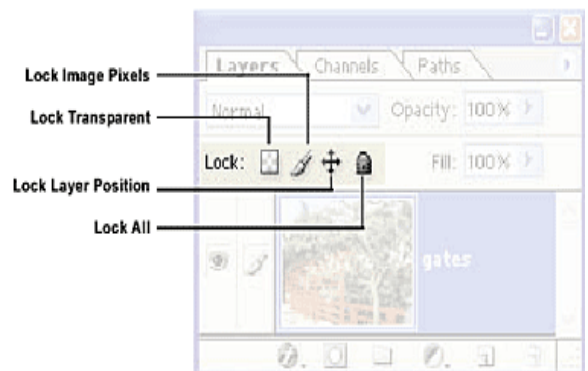 Layers Channels Paths
Lock Image Pixels
Normal Opacity: 100%
Lock Transparent
Lock: Fill: 100%
Lock Layer Position
Lock All
gates